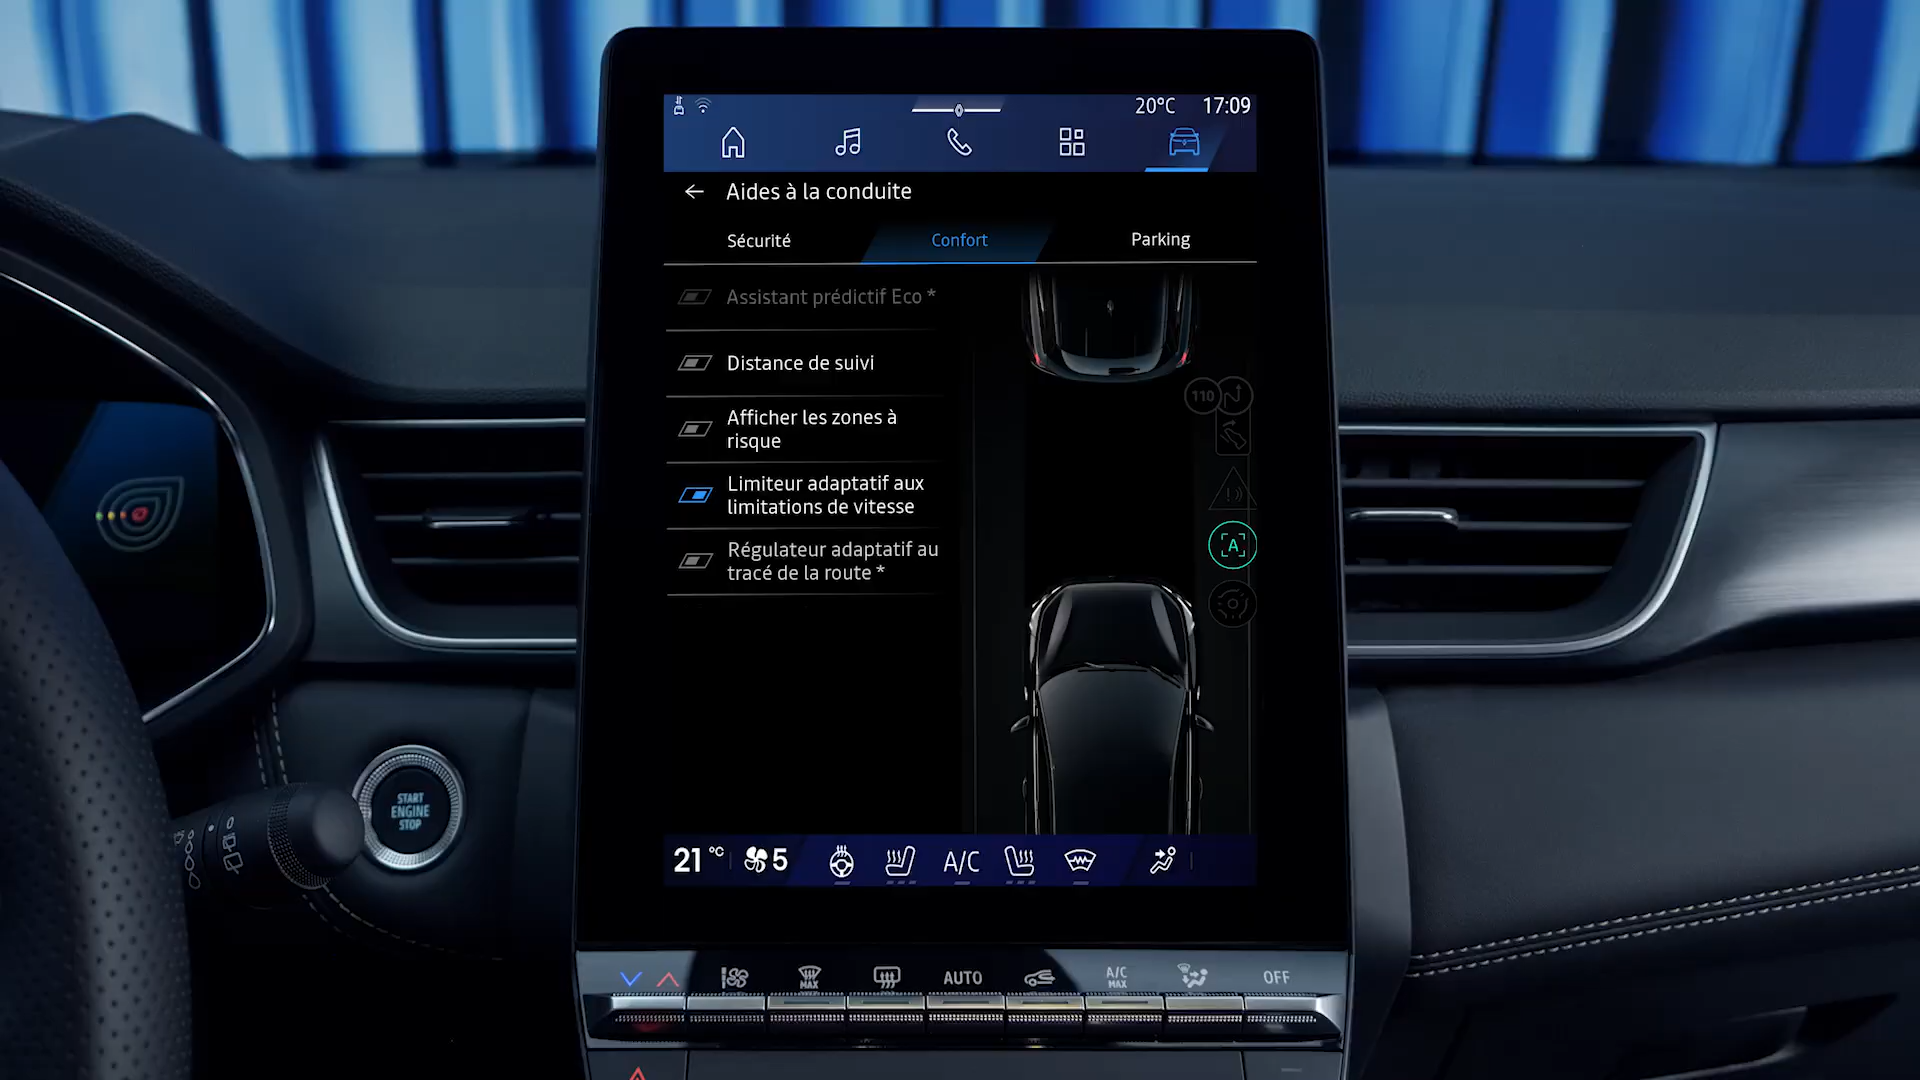 20°C 17:09
Aides à la conduite
Sécurité Confort Parking
Assistant prédictif Eco *
Distance de suivi
Afficher les zones à
risque
Limiteur adaptatif aux
limitations de vitesse
Régulateur adaptatif au
tracé de la route *
110
A
START
ENGINE
STOP
21 °C 5 A/C
MAX AUTO A/C
MAX OFF